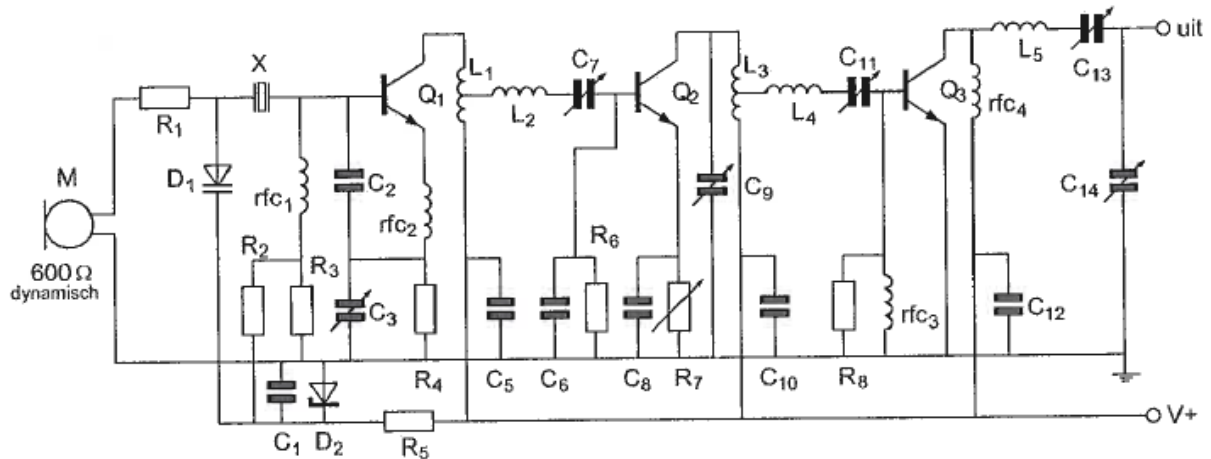 X
R1
D1
M
600 Ω
dynamisch
rfc1
C2
R2
R3
C3
C1
D2
R5
Q1
rfc2
R4
L1
L2
C7
C5
C6
R6
C8
R7
Q2
C9
L3
L4
C11
C10
R8
rfc3
Q3
rfc4
C12
L5
C13
C14
uit
V+